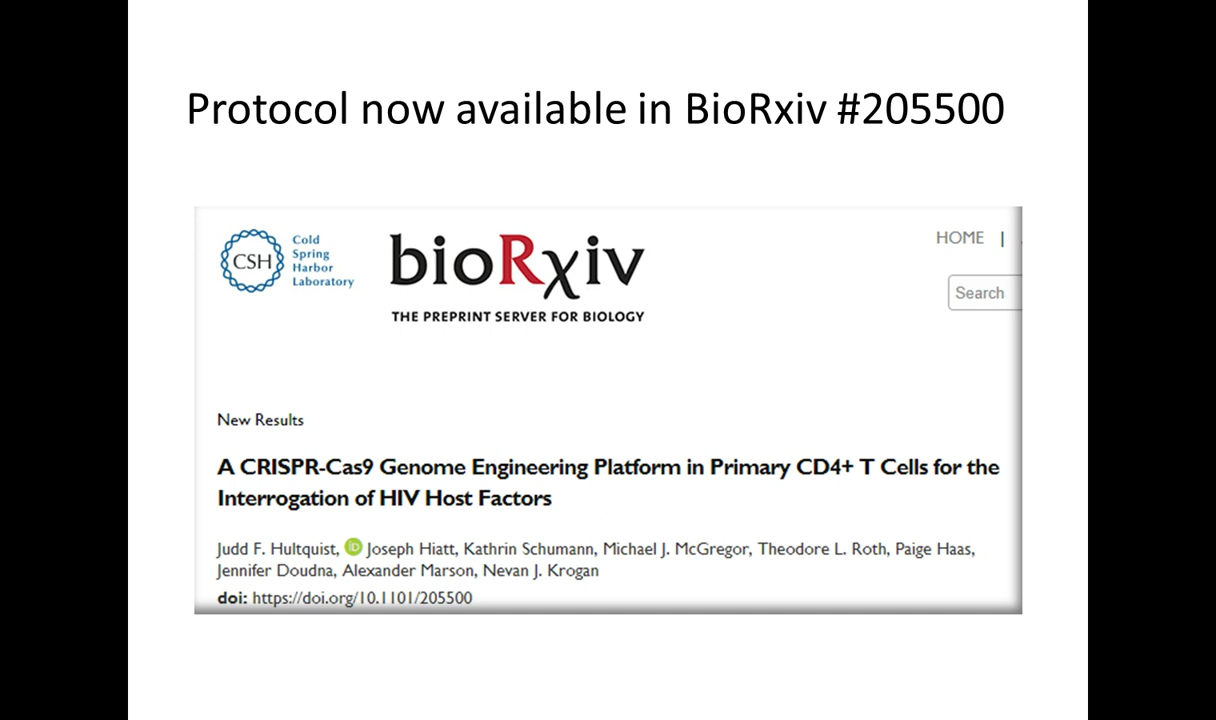 Protocol now available in BioRxiv #205500
CSH
Cold
Spring
Harbor
Laboratory
bioRχiv
THE PREPRINT SERVER FOR BIOLOGY
HOME |
Search
New Results
A CRISPR-Cas9 Genome Engineering Platform in Primary CD4+ T Cells for the
Interrogation of HIV Host Factors
Judd F. Hultquist, iD Joseph Hiatt, Kathrin Schumann, Michael J. McGregor, Theodore L. Roth, Paige Haas,
Jennifer Doudna, Alexander Marson, Nevan J. Krogan
doi: https://doi.org/10.1101/205500